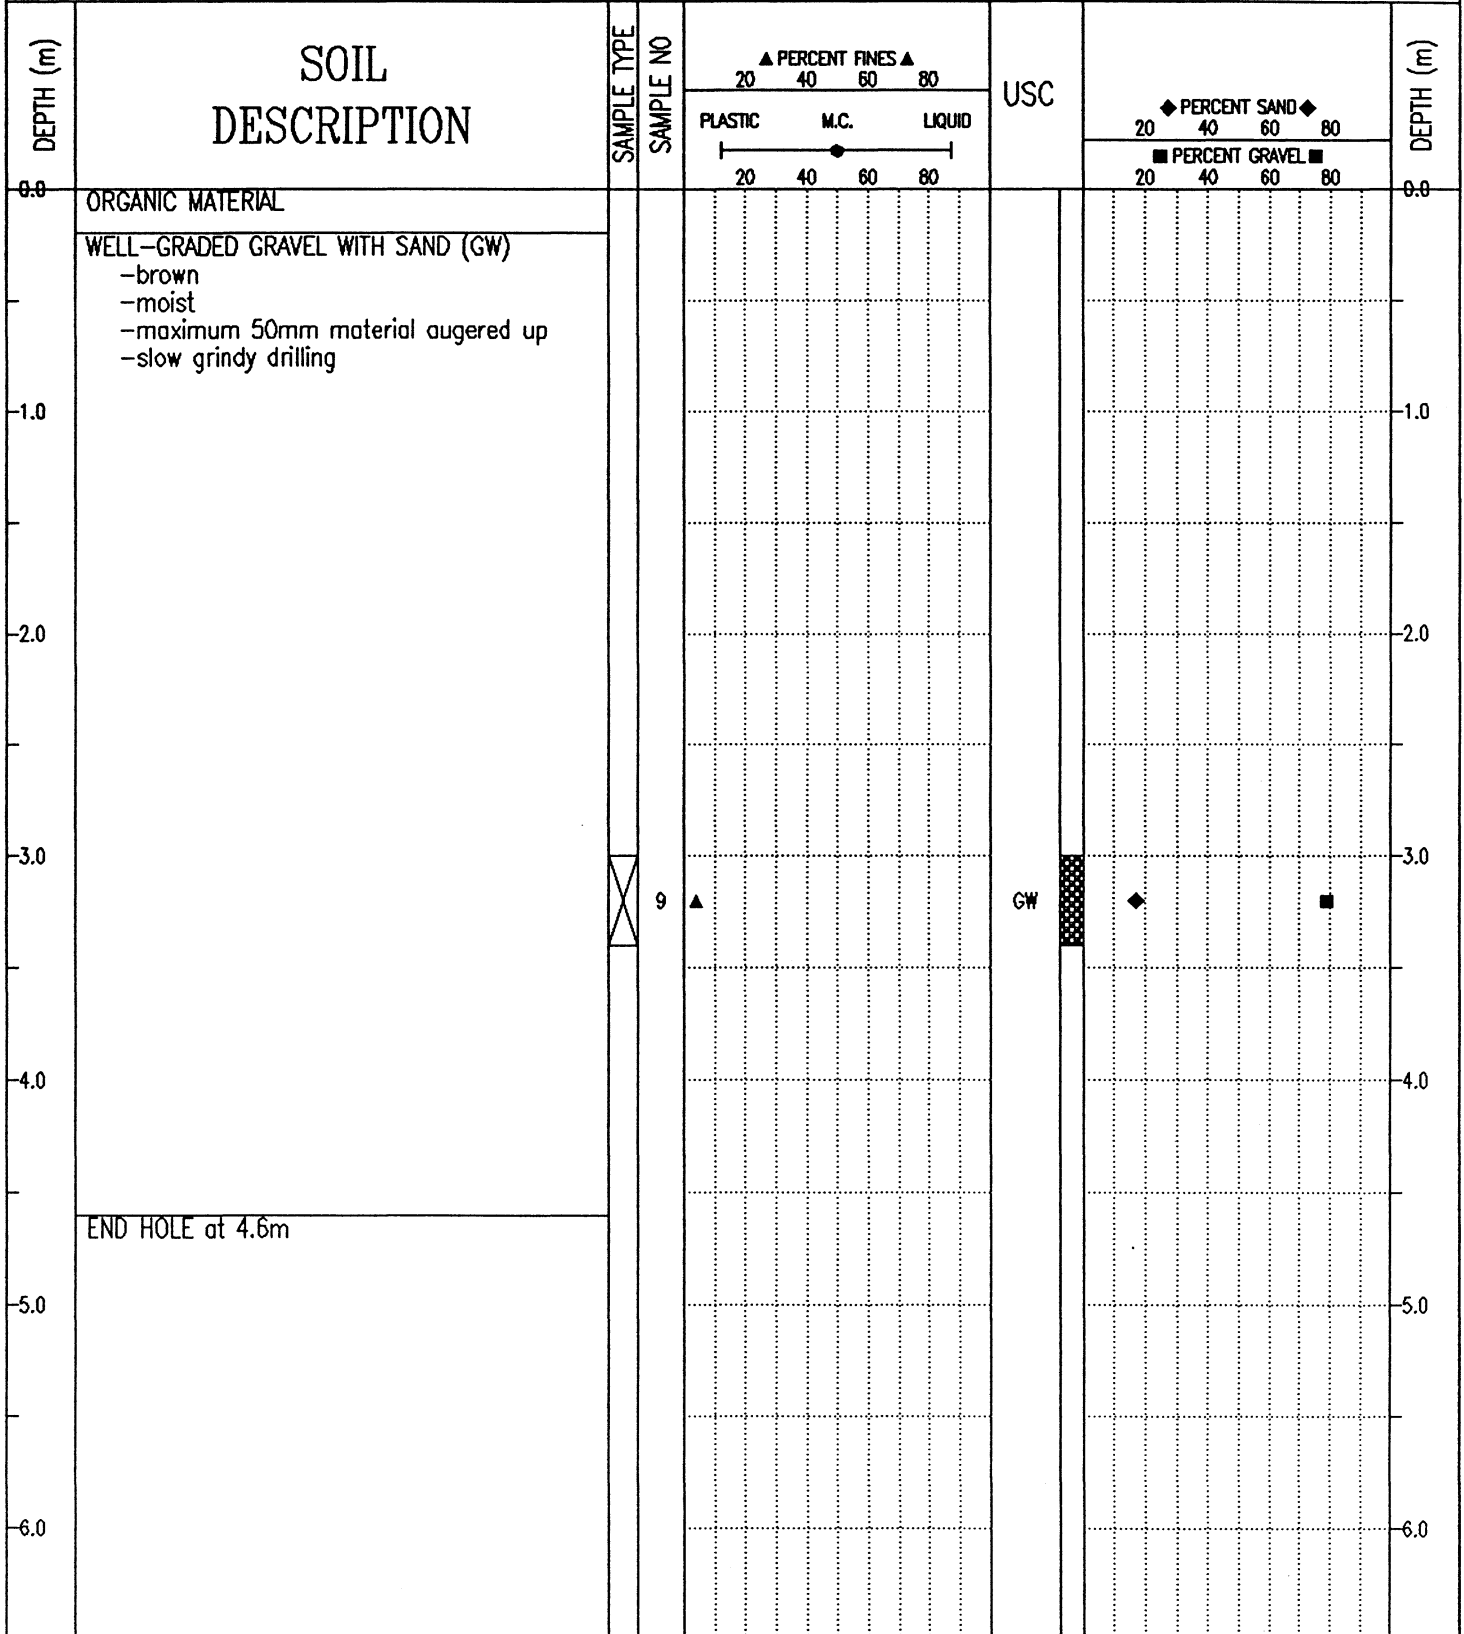 DEPTH (m)
SOIL
DESCRIPTION
SAMPLE TYPE
SAMPLE NO
▲ PERCENT FINES ▲
20 40 60 80
PLASTIC M.C. LIQUID
20 40 60 80
USC
◆ PERCENT SAND ◆
20 40 60 80
■ PERCENT GRAVEL ■
20 40 60 80
DEPTH (m)
0.0 0.0
ORGANIC MATERIAL
WELL-GRADED GRAVEL WITH SAND (GW)
-brown
-moist
-maximum 50mm material augered up
-slow grindy drilling
1.0 1.0
2.0 2.0
3.0 3.0
9 GW
4.0 4.0
END HOLE at 4.6m
5.0 5.0
6.0 6.0